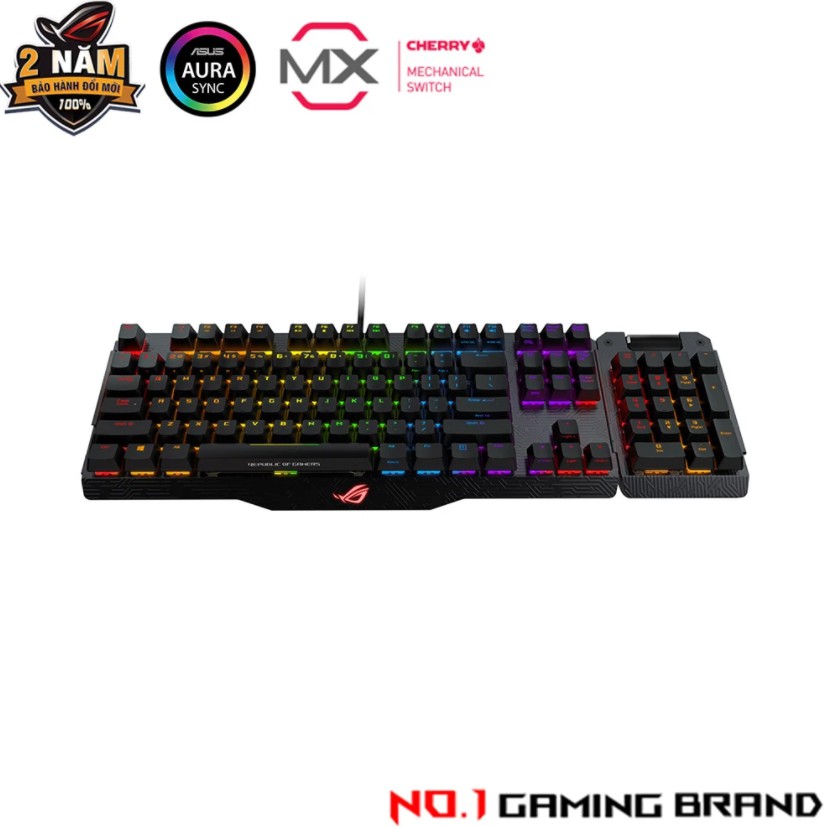 2 NĂM
BẢO HÀNH ĐỔI MỚI
100%
ASUS
AURA
SYNC
MX
CHERRY
MECHANICAL
SWITCH
REPUBLIC OF GAMERS
NO.1 GAMING BRAND